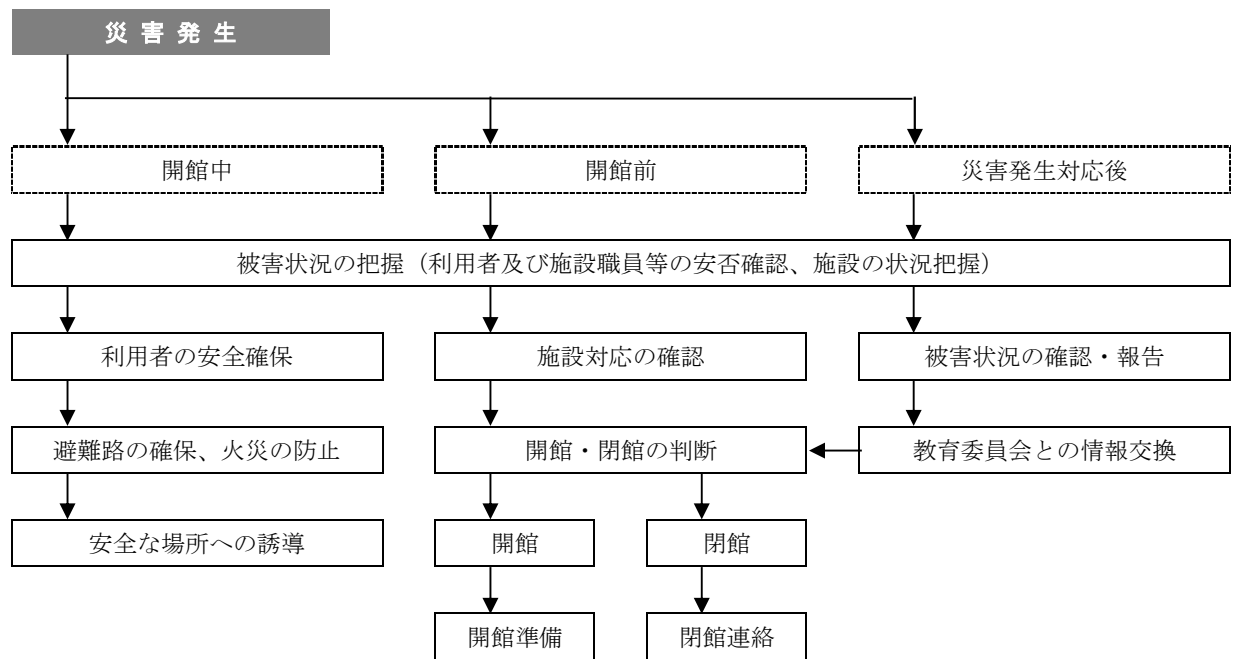 災害発生
開館中
開館前
災害発生対応後
被害状況の把握（利用者及び施設職員等の安否確認、施設の状況把握）
利用者の安全確保
施設対応の確認
被害状況の確認・報告
避難路の確保、火災の防止
開館・閉館の判断
教育委員会との情報交換
安全な場所への誘導
開館
閉館
開館準備
閉館連絡